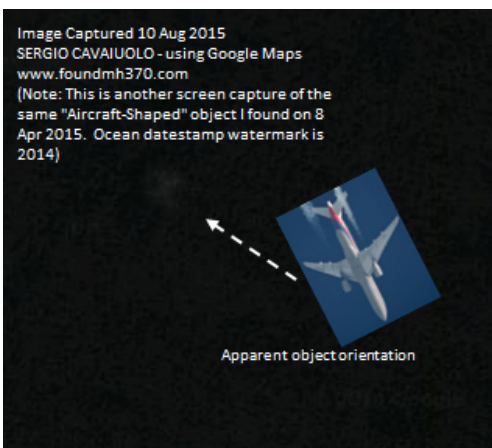 Image Captured 10 Aug 2015
SERGIO CAVAIUOLO - using Google Maps
www.foundmh370.com
(Note: This is another screen capture of the
same "Aircraft-Shaped" object I found on 8
Apr 2015.  Ocean datestamp watermark is
2014)
Apparent object orientation